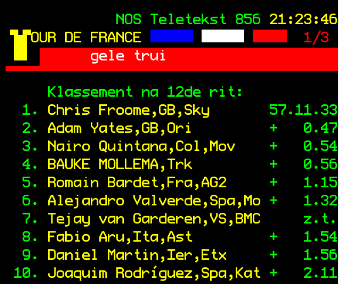 NOS Teletekst 856 21:23:46
TOUR DE FRANCE 1/3
gele trui
Klassement na 12de rit:
1. Chris Froome,GB,Sky 57.11.33
2. Adam Yates,GB,Ori + 0.47
3. Nairo Quintana,Col,Mov + 0.54
4. BAUKE MOLLEMA,Trk + 0.56
5. Romain Bardet,Fra,AG2 + 1.15
6. Alejandro Valverde,Spa,Mo + 1.32
7. Tejay van Garderen,VS,BMC z.t.
8. Fabio Aru,Ita,Ast + 1.54
9. Daniel Martin,Ier,Etx + 1.56
10. Joaquim Rodríguez,Spa,Kat + 2.11